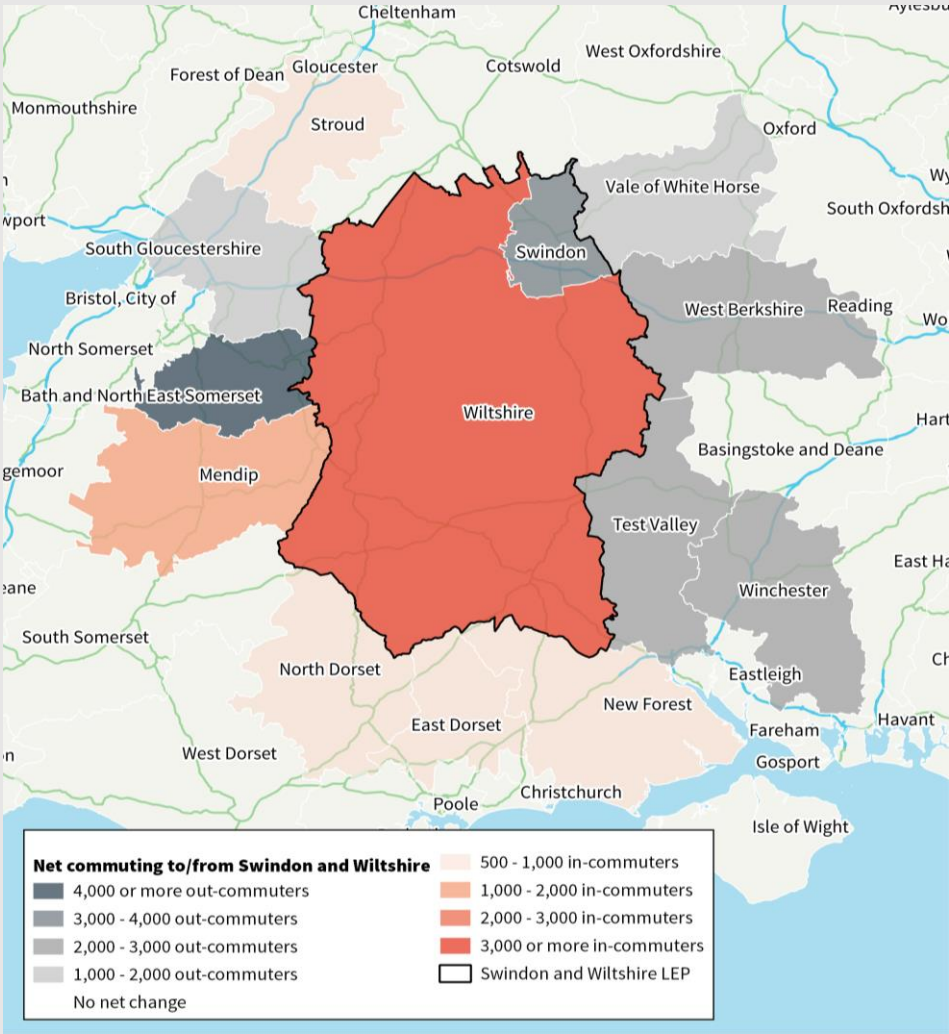 Cheltenham
Aylesbu
West Oxfordshire
Gloucester
Cotswold
Forest of Dean
Monmouthshire
Stroud
Oxford
Wy
Vale of White Horse
South Oxfordsh
wport
South Gloucestershire
Swindon
Bristol, City of
West Berkshire
Reading
Wo
North Somerset
Bath and North East Somerset
Wiltshire
Hart
Basingstoke and Deane
gemoor
Mendip
Test Valley
East Ha
eane
Winchester
South Somerset
Ch
North Dorset
Eastleigh
New Forest
East Dorset
Havant
Fareham
West Dorset
on
Gosport
Christchurch
Poole
Isle of Wight
Net commuting to/from Swindon and Wiltshire
4,000 or more out-commuters
3,000 - 4,000 out-commuters
2,000 - 3,000 out-commuters
1,000 - 2,000 out-commuters
No net change
500 - 1,000 in-commuters
1,000 - 2,000 in-commuters
2,000 - 3,000 in-commuters
3,000 or more in-commuters
Swindon and Wiltshire LEP